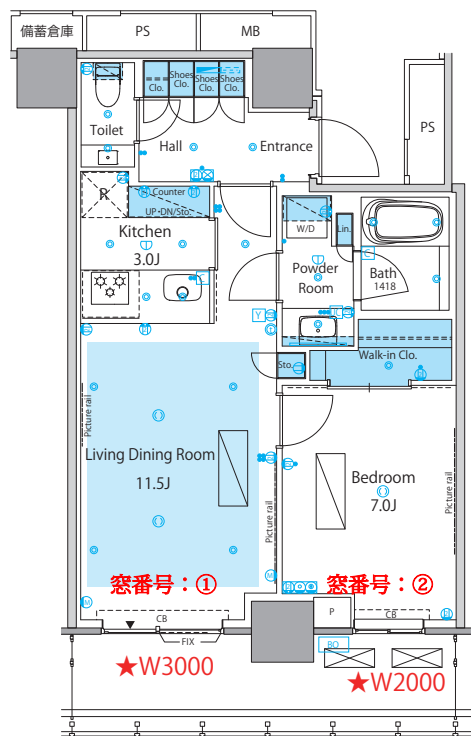 備蓄倉庫
PS
MB
Clo.
Shoes
Clo.
Shoes
Clo.
Shoes
Clo.
Toilet
Hall
Entrance
PS
R
Counter
UP・DN/Sto.
Kitchen
3.0J
W/D
Lin.
Powder
Room
Bath
1418
C
C
Y
Walk-in Clo.
Sto.
Picture rail
Living Dining Room
11.5J
Picture rail
Bedroom
7.0J
Picture rail
窓番号：①
窓番号：②
M
CB
P
CB
FIX
BO
★W3000
★W2000